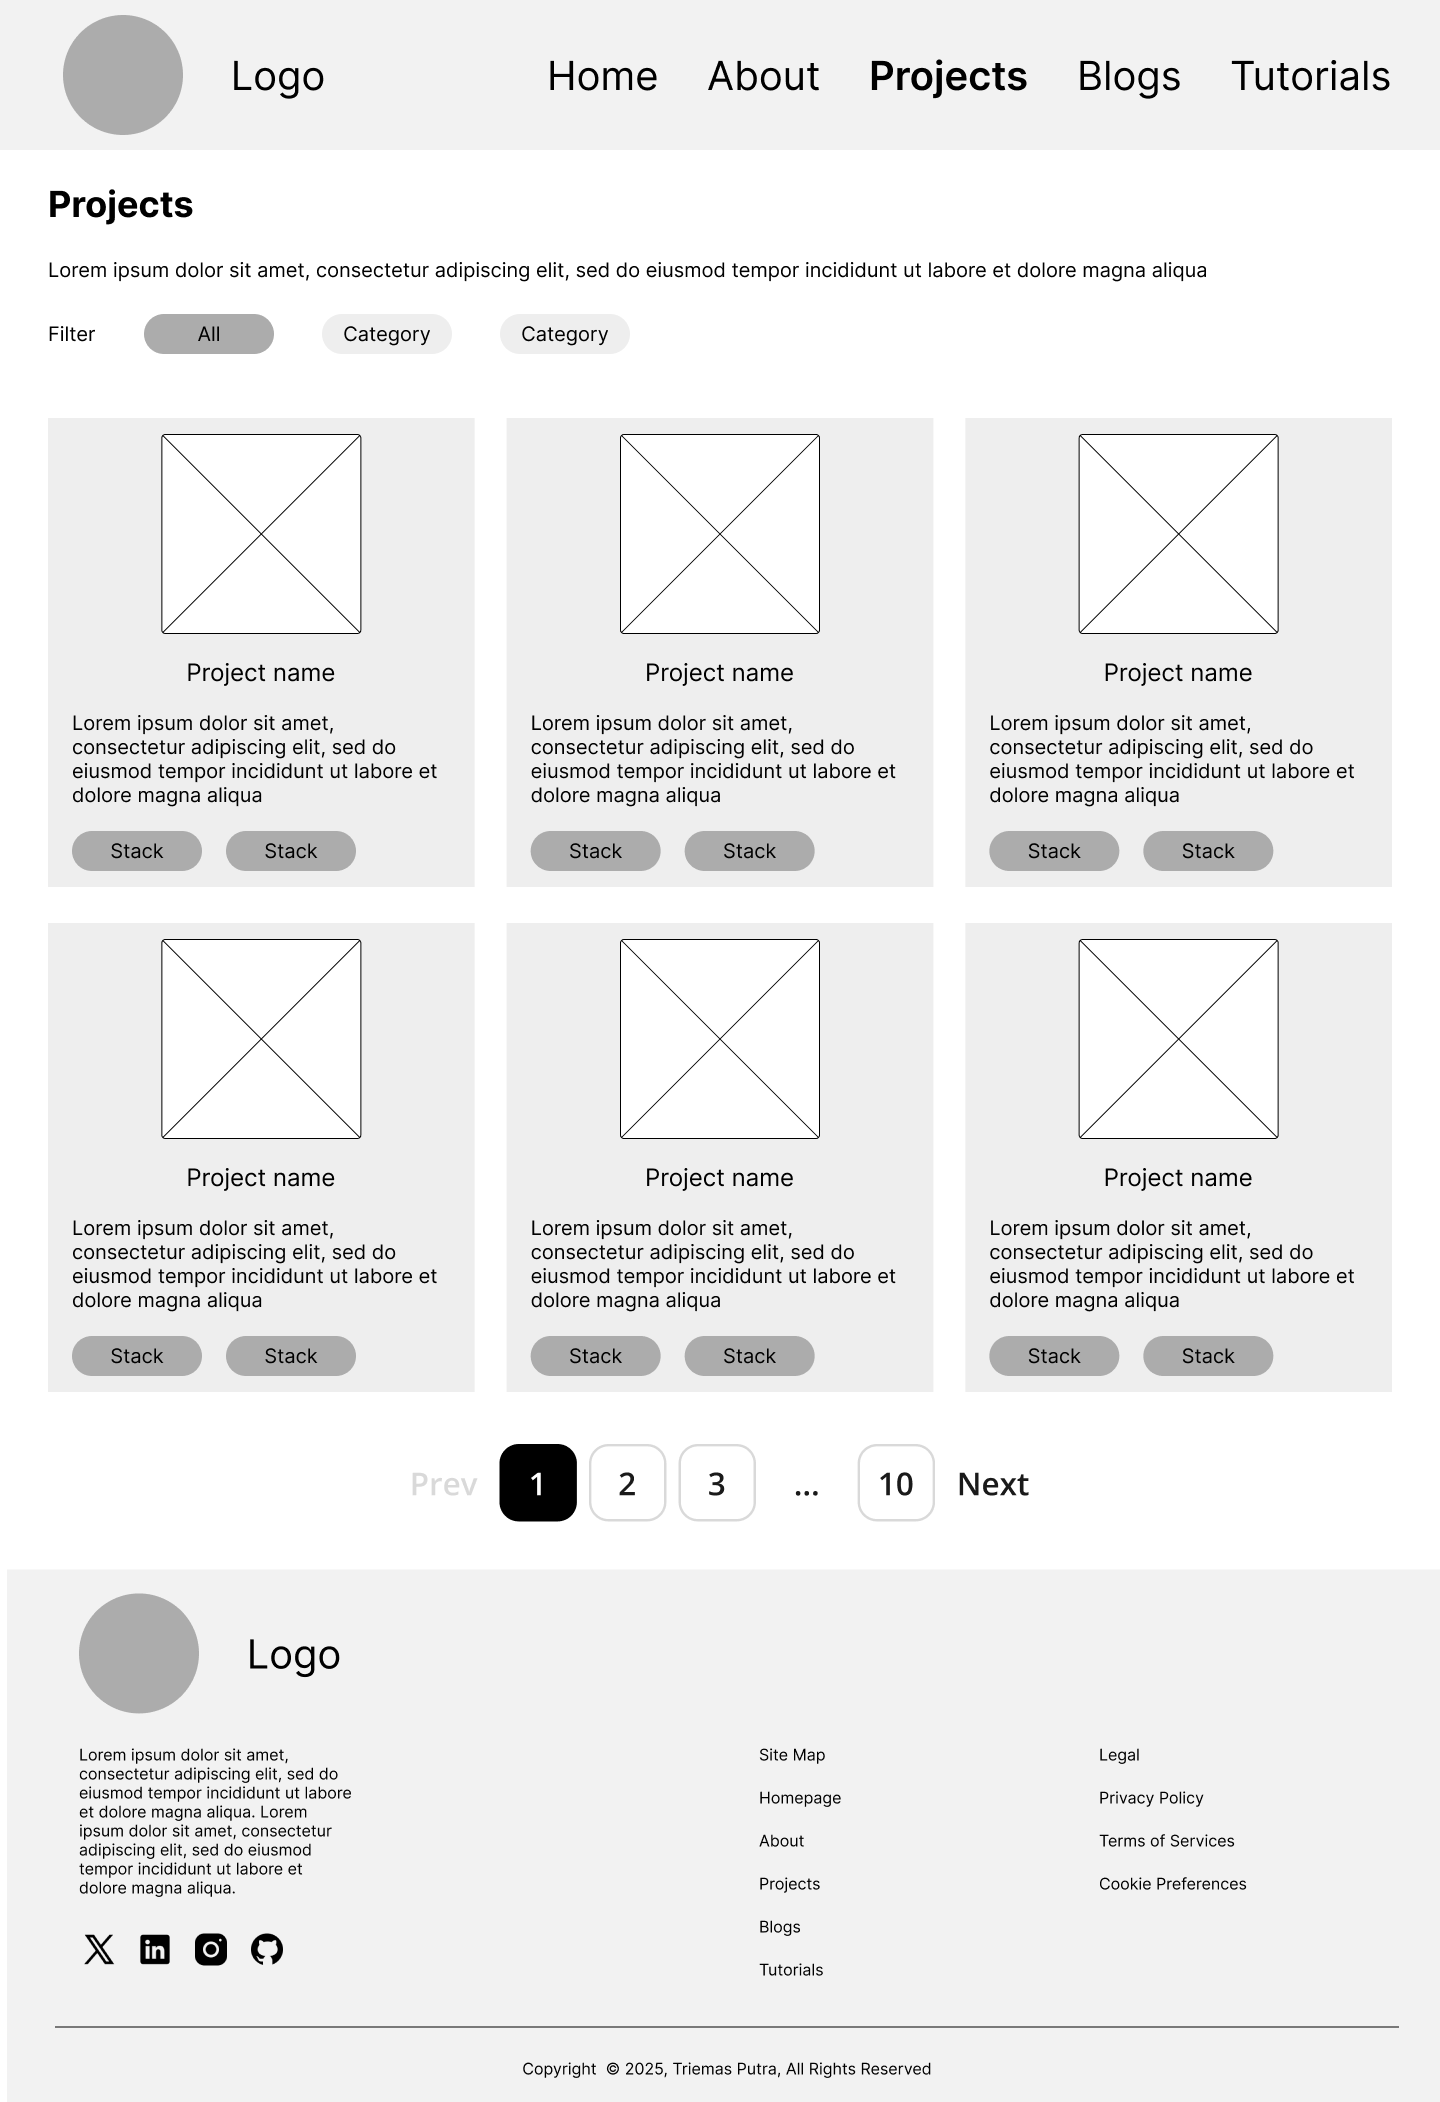 Logo
Home About Projects Blogs Tutorials
Projects
Lorem ipsum dolor sit amet, consectetur adipiscing elit, sed do eiusmod tempor incididunt ut labore et dolore magna aliqua
Filter All Category Category
Project name
Lorem ipsum dolor sit amet,
consectetur adipiscing elit, sed do
eiusmod tempor incididunt ut labore et
dolore magna aliqua
Stack Stack
Project name
Lorem ipsum dolor sit amet,
consectetur adipiscing elit, sed do
eiusmod tempor incididunt ut labore et
dolore magna aliqua
Stack Stack
Project name
Lorem ipsum dolor sit amet,
consectetur adipiscing elit, sed do
eiusmod tempor incididunt ut labore et
dolore magna aliqua
Stack Stack
Project name
Lorem ipsum dolor sit amet,
consectetur adipiscing elit, sed do
eiusmod tempor incididunt ut labore et
dolore magna aliqua
Stack Stack
Project name
Lorem ipsum dolor sit amet,
consectetur adipiscing elit, sed do
eiusmod tempor incididunt ut labore et
dolore magna aliqua
Stack Stack
Project name
Lorem ipsum dolor sit amet,
consectetur adipiscing elit, sed do
eiusmod tempor incididunt ut labore et
dolore magna aliqua
Stack Stack
Prev 1 2 3 ... 10 Next
Logo
Lorem ipsum dolor sit amet,
consectetur adipiscing elit, sed do
eiusmod tempor incididunt ut labore
et dolore magna aliqua. Lorem
ipsum dolor sit amet, consectetur
adipiscing elit, sed do eiusmod
tempor incididunt ut labore et
dolore magna aliqua.
Site Map
Homepage
About
Projects
Blogs
Tutorials
Legal
Privacy Policy
Terms of Services
Cookie Preferences
Copyright © 2025, Triemas Putra, All Rights Reserved